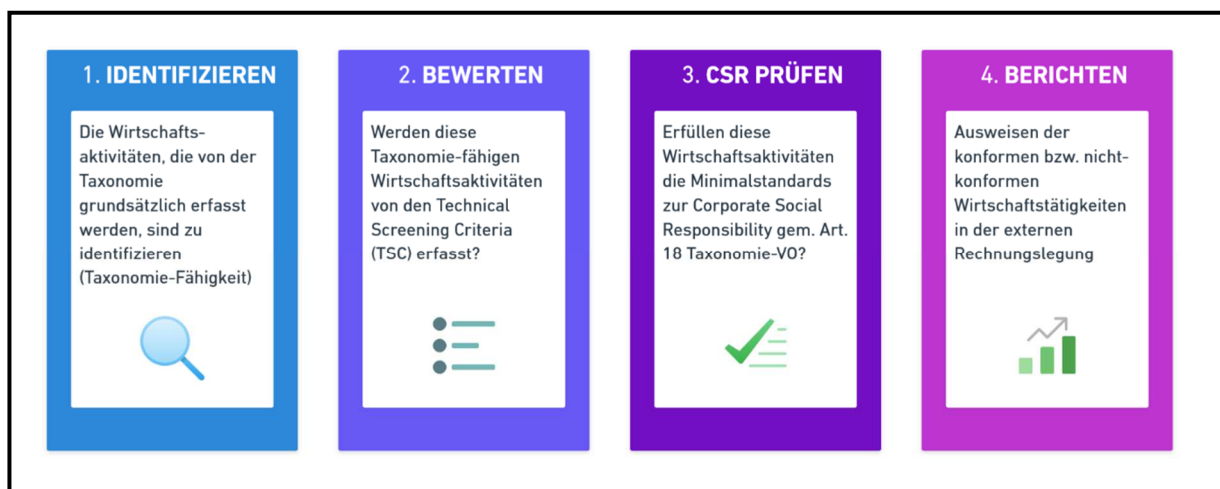 1. IDENTIFIZIEREN
Die Wirtschafts-
aktivitäten, die von der
Taxonomie
grundsätzlich erfasst
werden, sind zu
identifizieren
(Taxonomie-Fähigkeit)
2. BEWERTEN
Werden diese
Taxonomie-fähigen
Wirtschaftsaktivitäten
von den Technical
Screening Criteria
(TSC) erfasst?
3. CSR PRÜFEN
Erfüllen diese
Wirtschaftsaktivitäten
die Minimalstandards
zur Corporate Social
Responsibility gem. Art.
18 Taxonomie-VO?
4. BERICHTEN
Ausweisen der
konformen bzw. nicht-
konformen
Wirtschaftstätigkeiten
in der externen
Rechnungslegung